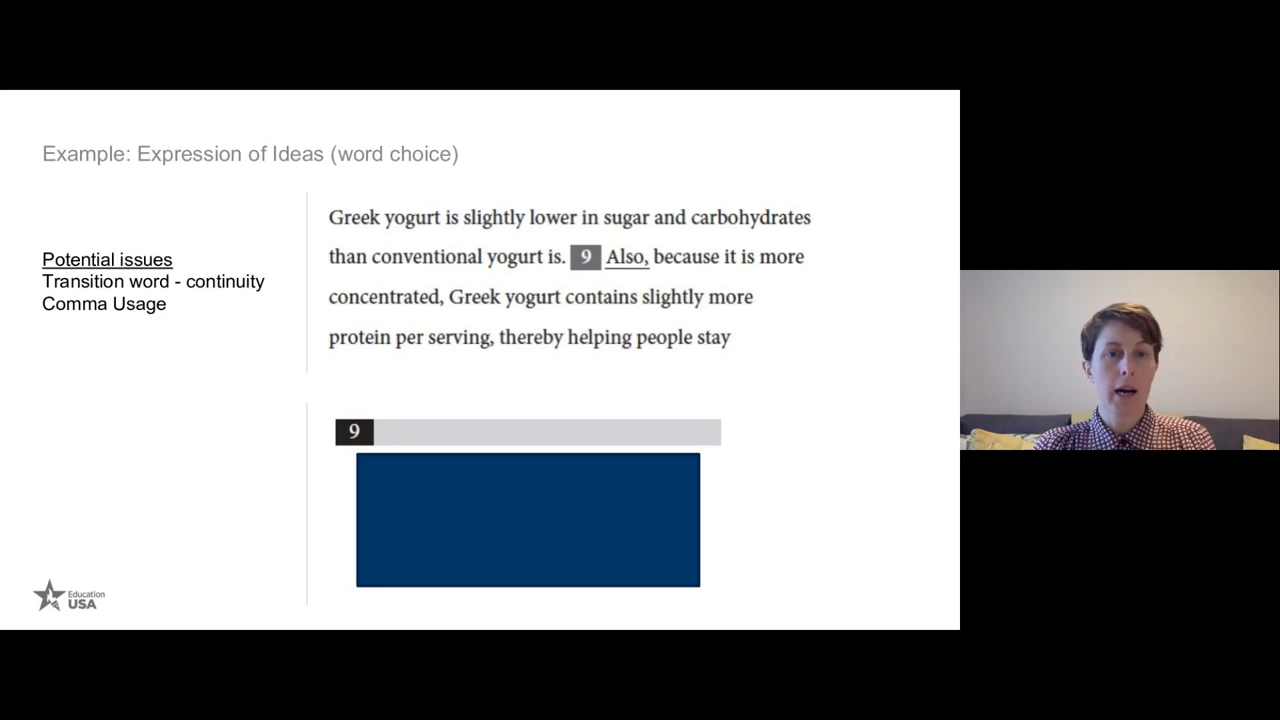 Example: Expression of Ideas (word choice)
Potential issues
Transition word - continuity
Comma Usage
Greek yogurt is slightly lower in sugar and carbohydrates
than conventional yogurt is. 9 Also, because it is more
concentrated, Greek yogurt contains slightly more
protein per serving, thereby helping people stay
9
Education
USA